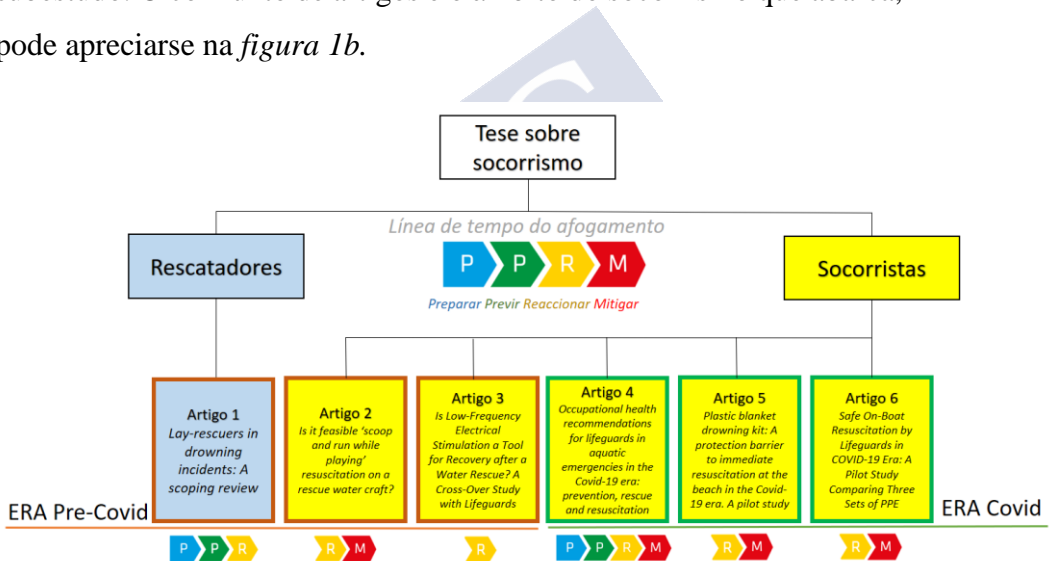 pode apreciarse na figura 1b.
Tese sobre
socorrismo
Línea de tempo do afogamento
Rescatadores
P P R M
Socorristas
Preparar Previr Reaccionar Mitigar
Artigo 1
Lay-rescuers in
drowning
incidents: A
scoping review
Artigo 2
Is it feasible ‘scoop
and run while
playing’
resuscitation on a
rescue water craft?
Artigo 3
Is Low-Frequency
Electrical
Stimulation a Tool
for Recovery after a
Water Rescue? A
Cross-Over Study
with Lifeguards
Artigo 4
Occupational health
recommendations
for lifeguards in
aquatic
emergencies in the
Covid-19 era:
prevention, rescue
and resuscitation
Artigo 5
Plastic blanket
drowning kit: A
protection barrier
to immediate
resuscitation at the
beach in the Covid-
19 era. A pilot study
Artigo 6
Safe On-Boat
Resuscitation by
Lifeguards in
COVID-19 Era: A
Pilot Study
Comparing Three
Sets of PPE
ERA Pre-Covid
ERA Covid
P P R
R M
R
P P R M
R M
R M